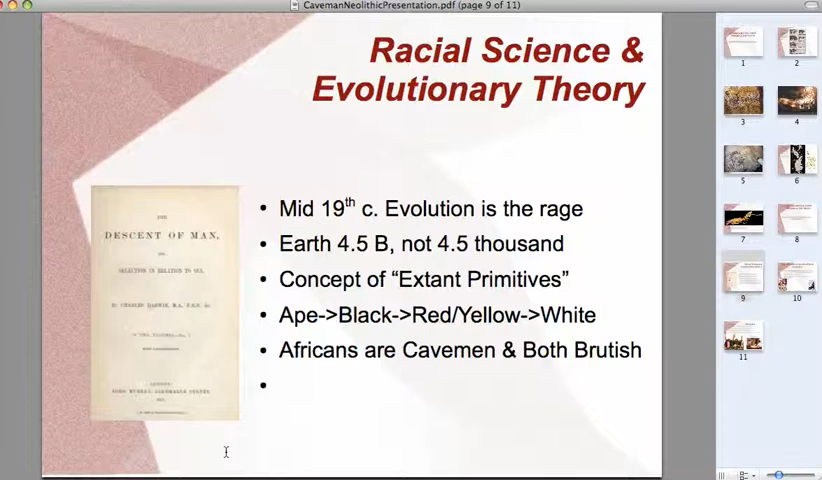 CavemanNeolithicPresentation.pdf (page 9 of 11)
Racial Science &
Evolutionary Theory
THE
DESCENT OF MAN,
AND
SELECTION IN RELATION TO SEX.
BY CHARLES DARWIN, M.A., F.R.S., &c.
LONDON:
JOHN MURRAY, ALBEMARLE STREET.
1871.
• Mid 19th c. Evolution is the rage
• Earth 4.5 B, not 4.5 thousand
• Concept of “Extant Primitives”
• Ape->Black->Red/Yellow->White
• Africans are Cavemen & Both Brutish
•
1
2
3
4
5
6
7
8
9
10
11